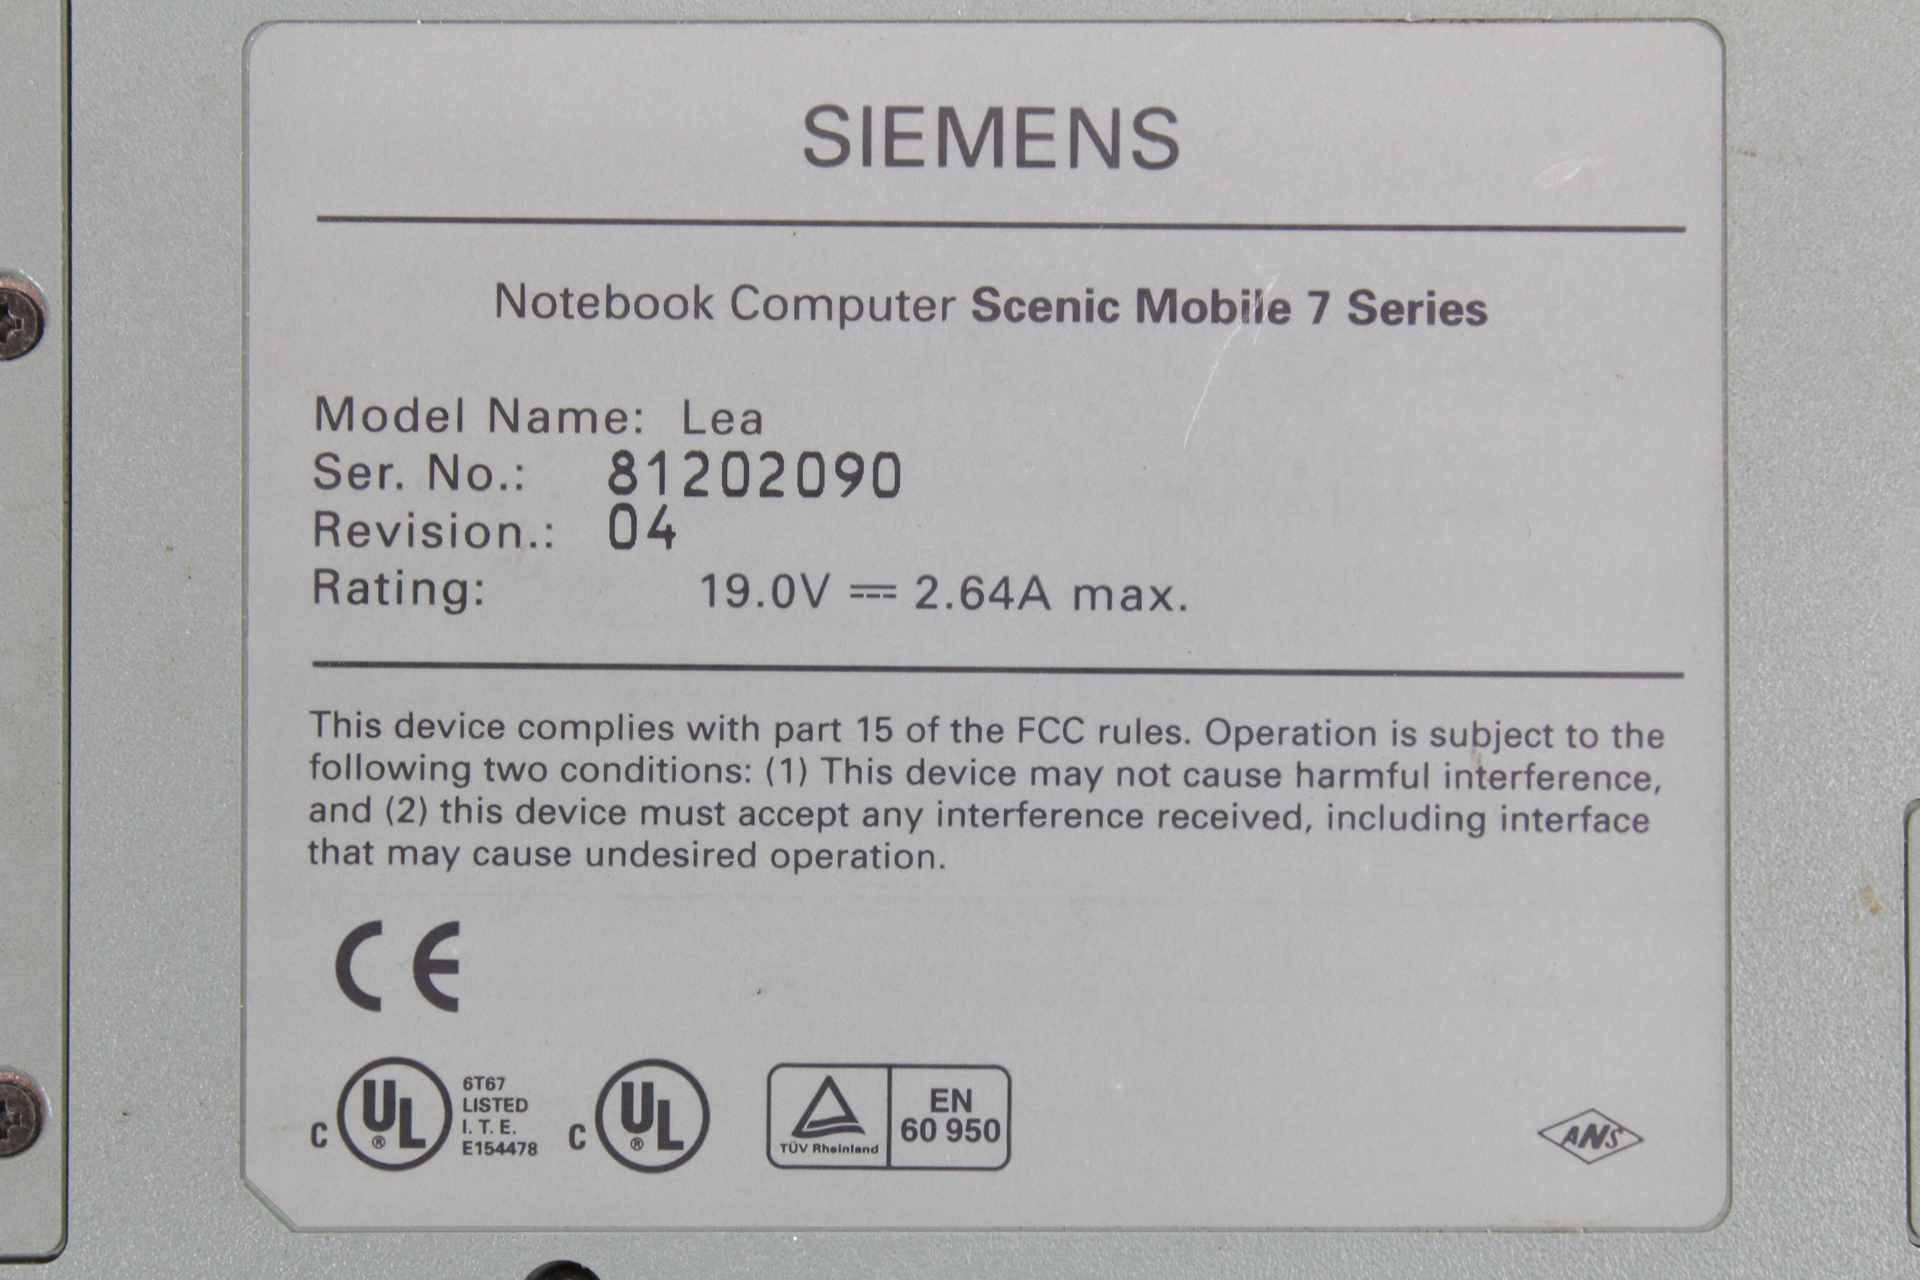 SIEMENS
Notebook Computer Scenic Mobile 7 Series
Model Name: Lea
Ser. No.: 81202090
Revision.: 04
Rating: 19.0V ⎓ 2.64A max.
This device complies with part 15 of the FCC rules. Operation is subject to the
following two conditions: (1) This device may not cause harmful interference,
and (2) this device must accept any interference received, including interface
that may cause undesired operation.
CE
C UL ® 6T67
LISTED
I. T. E.
E154478
C UL ®
TÜV Rheinland
EN
60 950
ANS